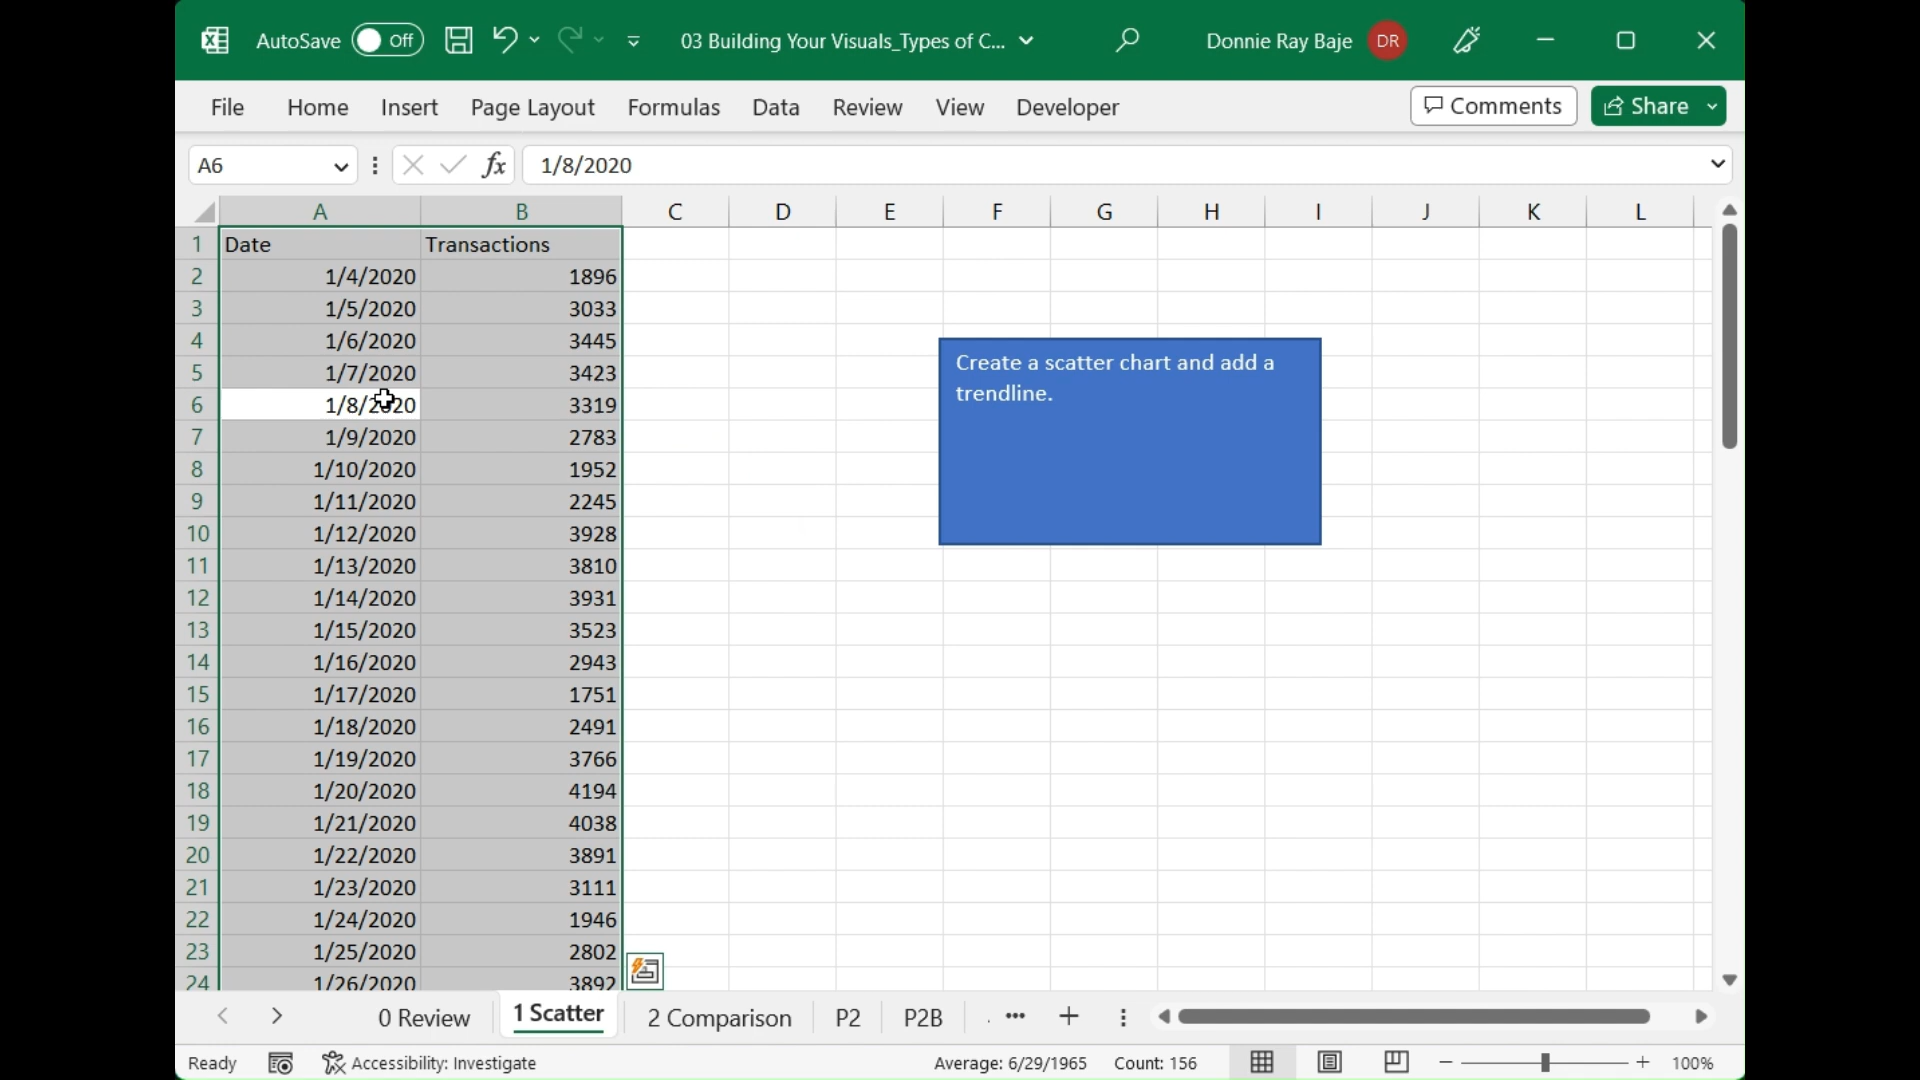 AutoSave Off 03 Building Your Visuals_Types of C... Donnie Ray Baje DR
File Home Insert Page Layout Formulas Data Review View Developer Comments Share
A6 fx 1/8/2020
A B C D E F G H I J K L
1 Date Transactions
2 1/4/2020 1896
3 1/5/2020 3033
4 1/6/2020 3445
5 1/7/2020 3423
6 1/8/2020 3319
7 1/9/2020 2783
8 1/10/2020 1952
9 1/11/2020 2245
10 1/12/2020 3928
11 1/13/2020 3810
12 1/14/2020 3931
13 1/15/2020 3523
14 1/16/2020 2943
15 1/17/2020 1751
16 1/18/2020 2491
17 1/19/2020 3766
18 1/20/2020 4194
19 1/21/2020 4038
20 1/22/2020 3891
21 1/23/2020 3111
22 1/24/2020 1946
23 1/25/2020 2802
24 1/26/2020 3892
Create a scatter chart and add a
trendline.
0 Review 1 Scatter 2 Comparison P2 P2B ...
Ready Accessibility: Investigate Average: 6/29/1965 Count: 156 100%